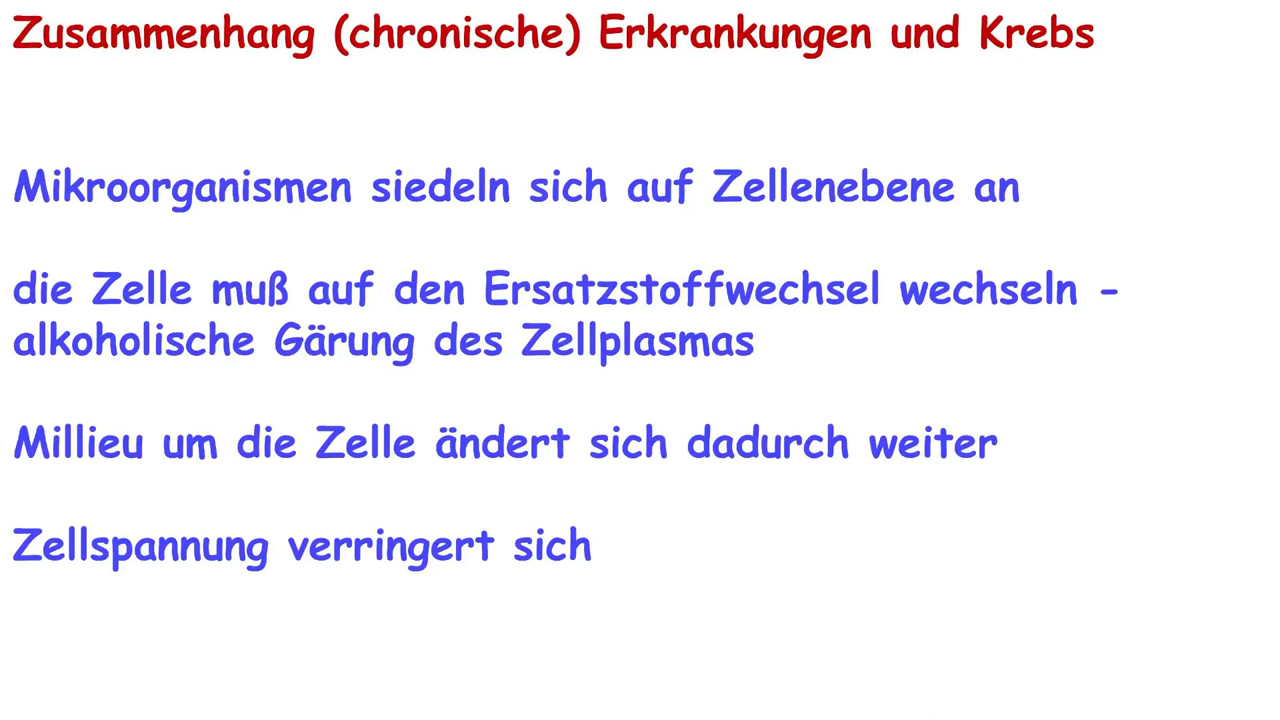 Zusammenhang (chronische) Erkrankungen und Krebs
Mikroorganismen siedeln sich auf Zellenebene an
die Zelle muß auf den Ersatzstoffwechsel wechseln -
alkoholische Gärung des Zellplasmas
Millieu um die Zelle ändert sich dadurch weiter
Zellspannung verringert sich